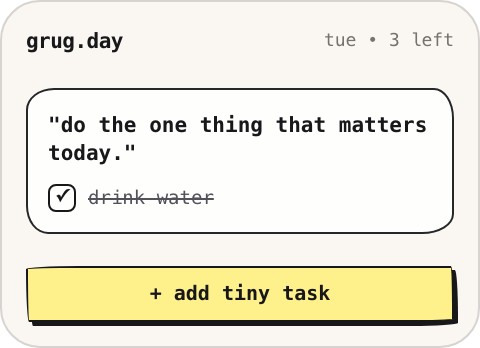 grug.day
tue • 3 left
"do the one thing that matters
today."
drink water
+ add tiny task